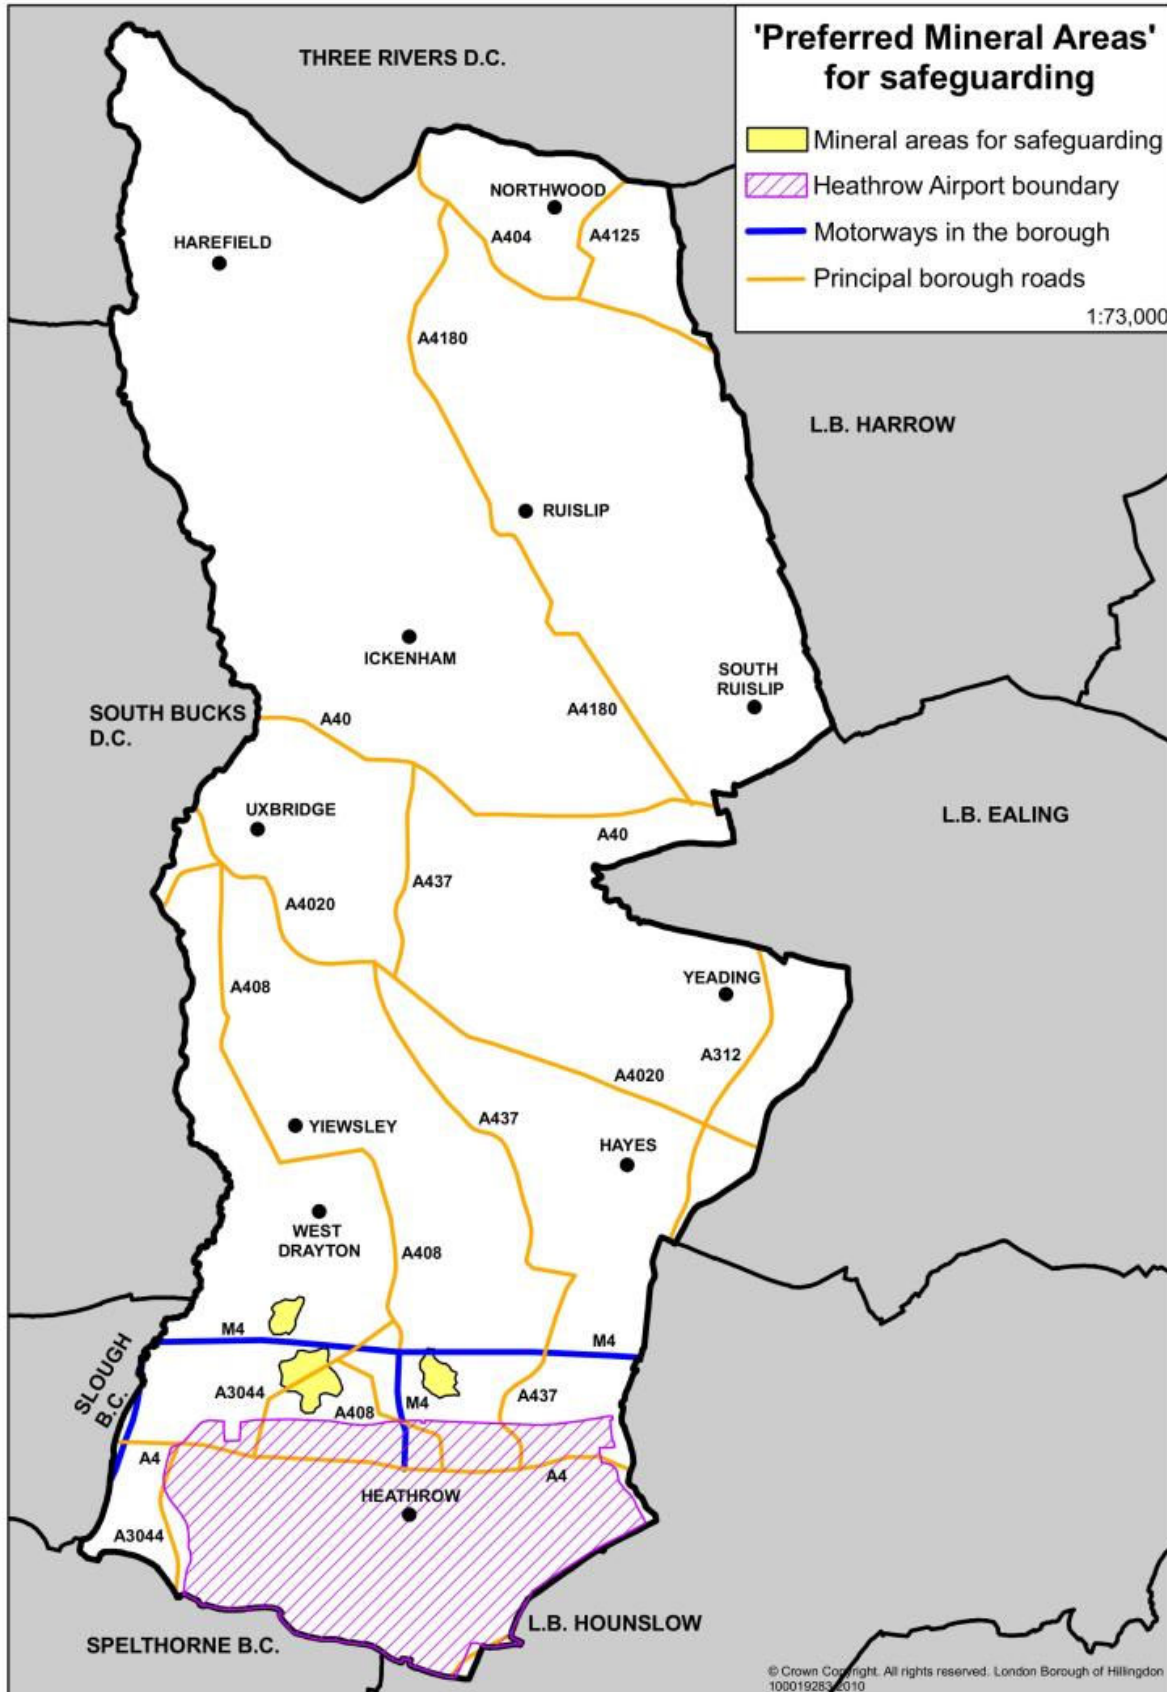 'Preferred Mineral Areas'
for safeguarding
Mineral areas for safeguarding
Heathrow Airport boundary
Motorways in the borough
Principal borough roads
1:73,000
THREE RIVERS D.C.
NORTHWOOD
A404
A4125
HAREFIELD
A4180
L.B. HARROW
RUISLIP
ICKENHAM
SOUTH
RUISLIP
SOUTH BUCKS
D.C.
A40
A4180
UXBRIDGE
L.B. EALING
A40
A437
A4020
YEADING
A408
A312
A4020
A437
YIEWSLEY
HAYES
WEST
DRAYTON
A408
M4
M4
SLOUGH
B.C.
A3044
A408
M4
A437
A4
A4
HEATHROW
A3044
L.B. HOUNSLOW
SPELTHORNE B.C.
© Crown Copyright. All rights reserved. London Borough of Hillingdon
100019283 2010